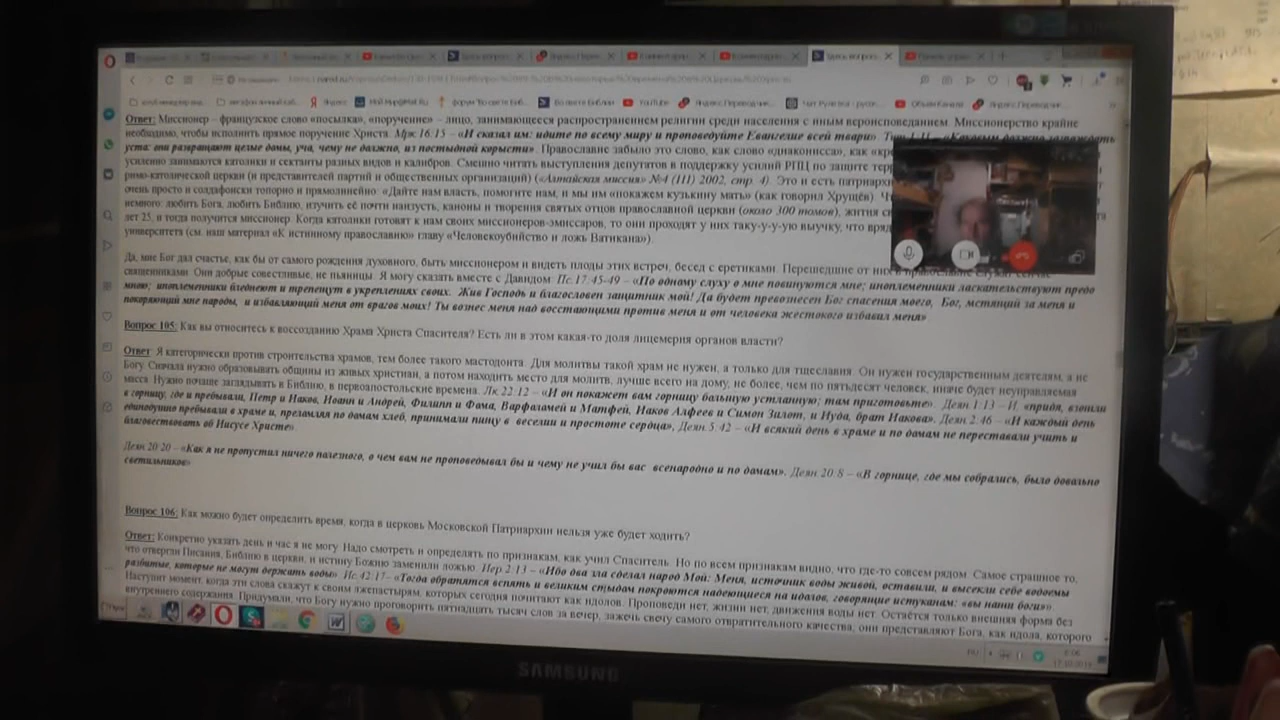 Ответ: Миссионер – французское слово «посылка», «поручение» – лицо, занимающееся распространением религии среди населения с иным вероисповеданием. Миссионерство крайне
необходимо, чтобы исполнить прямое поручение Христа. Мрк.16:15 – «И сказал им: идите по всему миру и проповедуйте Евангелие всей твари».
уста: они развращают целые домы, уча, чему не должно, из постыдной корысти». Православие забыло это слово, как слово «диаконисса», как
усиленно занимаются католики и сектанты разных видов и калибров. Смешно читать выступления депутатов в поддержку усилий РПЦ по защите
римо-католической церкви (и представителей партий и общественных организаций) («Алтайская миссия» №4 (111) 2002, стр. 4). Это и есть
очень просто и солдафонски топорно и прямолинейно: «Дайте нам власть, помогите нам, и мы им «покажем кузькину мать» (как говорил Хрущёв).
немного: любить Бога, любить Библию, изучить её почти наизусть, каноны и творения святых отцов православной церкви (около 300 томов), жития
лет 25, и тогда получится миссионер. Когда католики готовят к нам своих миссионеров-эмиссаров, то они проходят у них таку-у-у-ую выучку, что
университета (см. наш материал «К истинному православию» главу «Человекоубийство и ложь Ватикана»).
Да, мне Бог дал счастье, как бы от самого рождения духовного, быть миссионером и видеть плоды этих встреч, бесед с еретиками. Перешедшие от них в православие служат сейчас
священниками. Они добрые совестливые, не пьяницы. Я могу сказать вместе с Давидом: Пс.17:45-49 – «По одному слуху о мне повинуются мне; иноплеменники ласкательствуют предо
мною; иноплеменники бледнеют и трепещут в укреплениях своих. Жив Господь и благословен защитник мой! Да будет превознесен Бог спасения моего, Бог, мстящий за меня и
покоряющий мне народы, и избавляющий меня от врагов моих! Ты вознес меня над восстающими против меня и от человека жестокого избавил меня»
Вопрос 105: Как вы относитесь к воссозданию Храма Христа Спасителя? Есть ли в этом какая-то доля лицемерия органов власти?
Ответ: Я категорически против строительства храмов, тем более такого мастодонта. Для молитвы такой храм не нужен, а только для тщеславия. Он нужен государственным деятелям, а не
Богу. Сначала нужно образовывать общины из живых христиан, а потом находить место для молитв, лучше всего на дому, не более, чем по пятьдесят человек, иначе будет неуправляемая
масса. Нужно почаще заглядывать в Библию, в первоапостольские времена. Лк.22:12 – «И он покажет вам горницу большую устланную; там приготовьте». Деян.1:13 – И «придя, взошли
в горницу, где и пребывали, Петр и Иаков, Иоанн и Андрей, Филипп и Фома, Варфоломей и Матфей, Иаков Алфеев и Симон Зилот, и Иуда, брат Иакова». Деян.2:46 – «И каждый день
единодушно пребывали в храме и, преломляя по домам хлеб, принимали пищу в веселии и простоте сердца», Деян.5:42 – «И всякий день в храме и по домам не переставали учить и
благовествовать об Иисусе Христе»
Деян.20:20 – «Как я не пропустил ничего полезного, о чем вам не проповедывал бы и чему не учил бы вас всенародно и по домам». Деян.20:8 – «В горнице, где мы собрались, было довольно
светильников»
Вопрос 106: Как можно будет определить время, когда в церковь Московской Патриархии нельзя уже будет ходить?
Ответ: Конкретно указать день и час я не могу. Надо смотреть и определять по признакам, как учил Спаситель. Но по всем признакам видно, что где-то совсем рядом. Самое страшное то,
что отвергли Писания, Библию в церкви, и истину Божию заменили ложью. Иер.2:13 – «Ибо два зла сделал народ Мой: Меня, источник воды живой, оставили, и высекли себе водоемы
разбитые, которые не могут держать воды». Ис.42:17 – «Тогда обратятся вспять и великим стыдом покроются надеющиеся на идолов, говорящие истуканам: «вы наши боги»».
Наступит момент, когда эти слова скажут к своим лжепастырям, которых сегодня почитают как идолов. Проповеди нет, жизни нет, движения воды нет. Остаётся только внешняя форма без
внутреннего содержания. Придумали, что Богу нужно проговорить пятнадцать тысяч слов за вечер, зажечь свечу самого отвратительного качества, они представляют Бога, как идола, которого
SAMSUNG